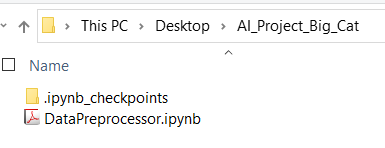 This PC > Desktop > AI_Project_Big_Cat
Name
.ipynb_checkpoints
DataPreprocessor.ipynb